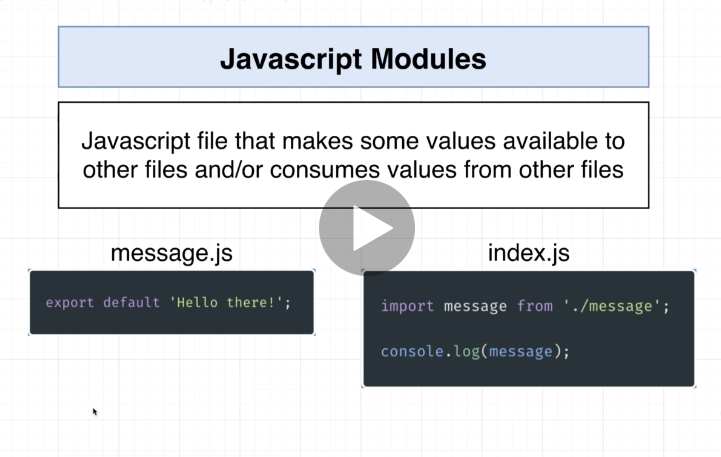 Javascript Modules
Javascript file that makes some values available to
other files and/or consumes values from other files
message.js
export default 'Hello there!';
index.js
import message from './message';
console.log(message);